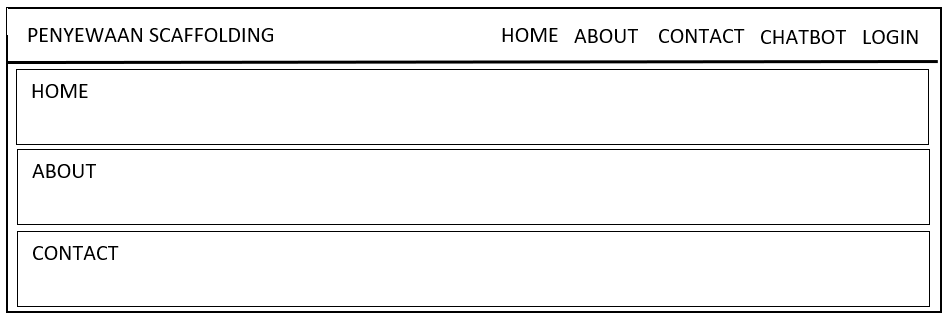 PENYEWAAN SCAFFOLDING HOME ABOUT CONTACT CHATBOT LOGIN
HOME
ABOUT
CONTACT